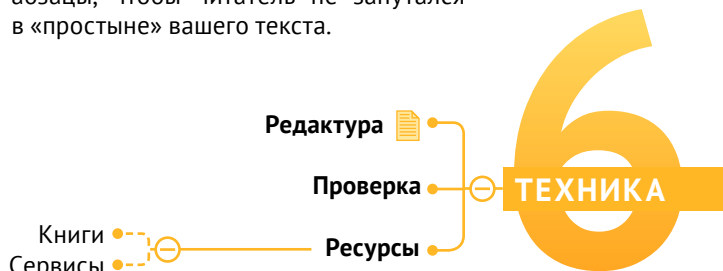 абзацы, чтобы читатель не запутался
в «простыне» вашего текста.
6
Редактура
Проверка
ТЕХНИКА
Книги
Ресурсы
Сервисы